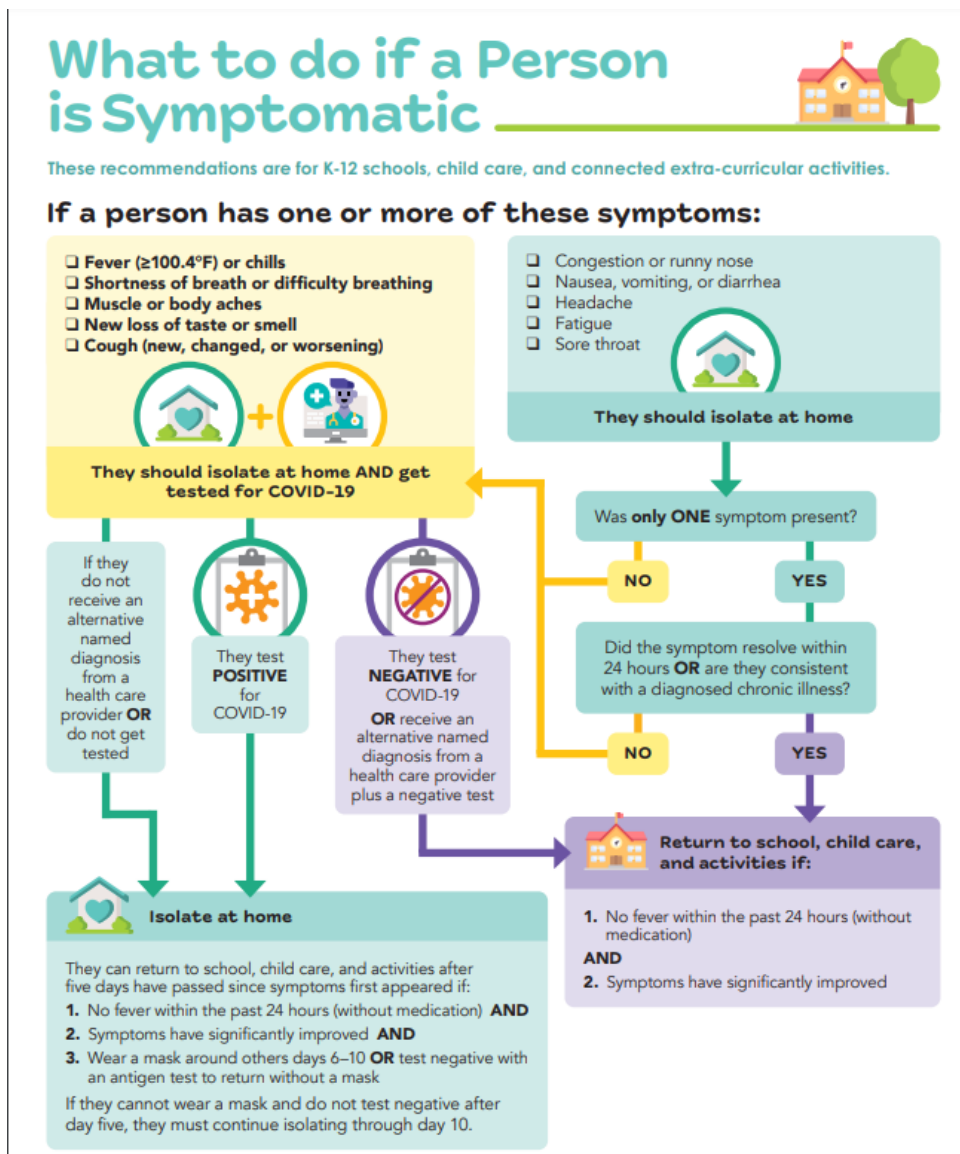 What to do if a Person
is Symptomatic
These recommendations are for K-12 schools, child care, and connected extra-curricular activities.
If a person has one or more of these symptoms:
❑ Fever (≥100.4°F) or chills
❑ Shortness of breath or difficulty breathing
❑ Muscle or body aches
❑ New loss of taste or smell
❑ Cough (new, changed, or worsening)
They should isolate at home AND get
tested for COVID-19
❑ Congestion or runny nose
❑ Nausea, vomiting, or diarrhea
❑ Headache
❑ Fatigue
❑ Sore throat
They should isolate at home
Was only ONE symptom present?
NO
YES
Did the symptom resolve within
24 hours OR are they consistent
with a diagnosed chronic illness?
NO
YES
If they
do not
receive an
alternative
named
diagnosis
from a
health care
provider OR
do not get
tested
They test
POSITIVE
for
COVID-19
They test
NEGATIVE for
COVID-19
OR receive an
alternative named
diagnosis from a
health care provider
plus a negative test
Return to school, child care,
and activities if:
1. No fever within the past 24 hours (without
medication)
AND
2. Symptoms have significantly improved
Isolate at home
They can return to school, child care, and activities after
five days have passed since symptoms first appeared if:
1. No fever within the past 24 hours (without medication) AND
2. Symptoms have significantly improved AND
3. Wear a mask around others days 6–10 OR test negative with
an antigen test to return without a mask
If they cannot wear a mask and do not test negative after
day five, they must continue isolating through day 10.